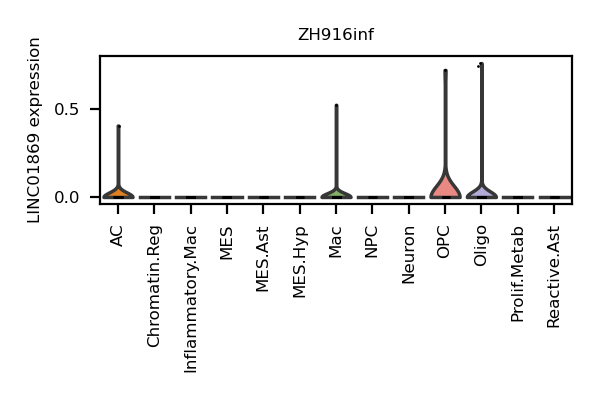 ZH916inf
LINC01869 expression
0.5
0.0
AC
Chromatin.Reg
Inflammatory.Mac
MES
MES.Ast
MES.Hyp
Mac
NPC
Neuron
OPC
Oligo
Prolif.Metab
Reactive.Ast